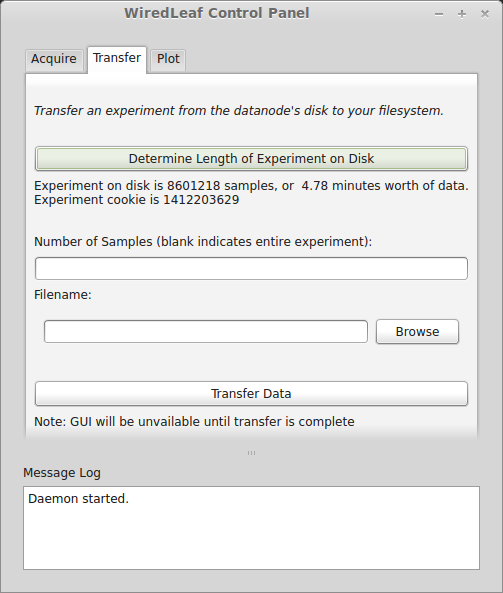 WiredLeaf Control Panel
Acquire Transfer Plot
Transfer an experiment from the datanode's disk to your filesystem.
Determine Length of Experiment on Disk
Experiment on disk is 8601218 samples, or  4.78 minutes worth of data.
Experiment cookie is 1412203629
Number of Samples (blank indicates entire experiment):
Filename:
Browse
Transfer Data
Note: GUI will be unvailable until transfer is complete
Message Log
Daemon started.